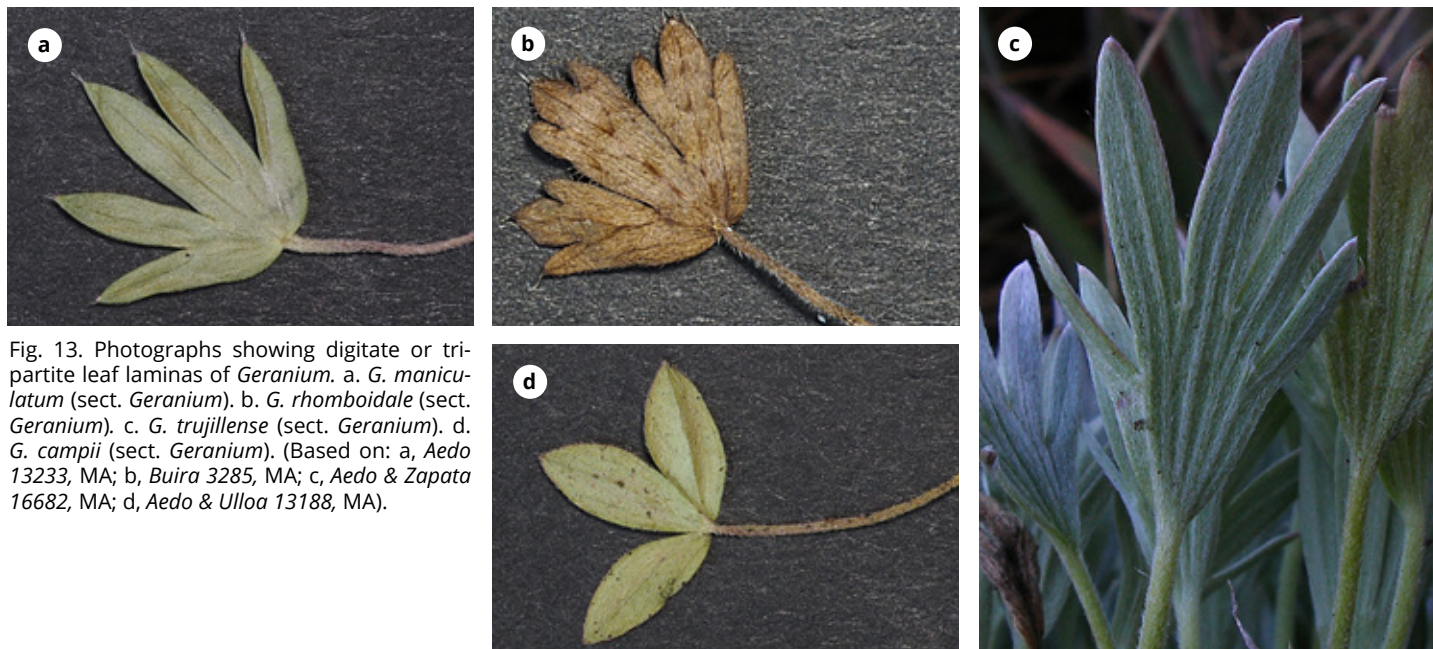 a
b
c
Fig. 13. Photographs showing digitate or tri-
partite leaf laminas of Geranium. a. G. manicu-
latum (sect. Geranium). b. G. rhomboidale (sect.
Geranium). c. G. trujillense (sect. Geranium). d.
G. campii (sect. Geranium). (Based on: a, Aedo
13233, MA; b, Buira 3285, MA; c, Aedo & Zapata
16682, MA; d, Aedo & Ulloa 13188, MA).
d